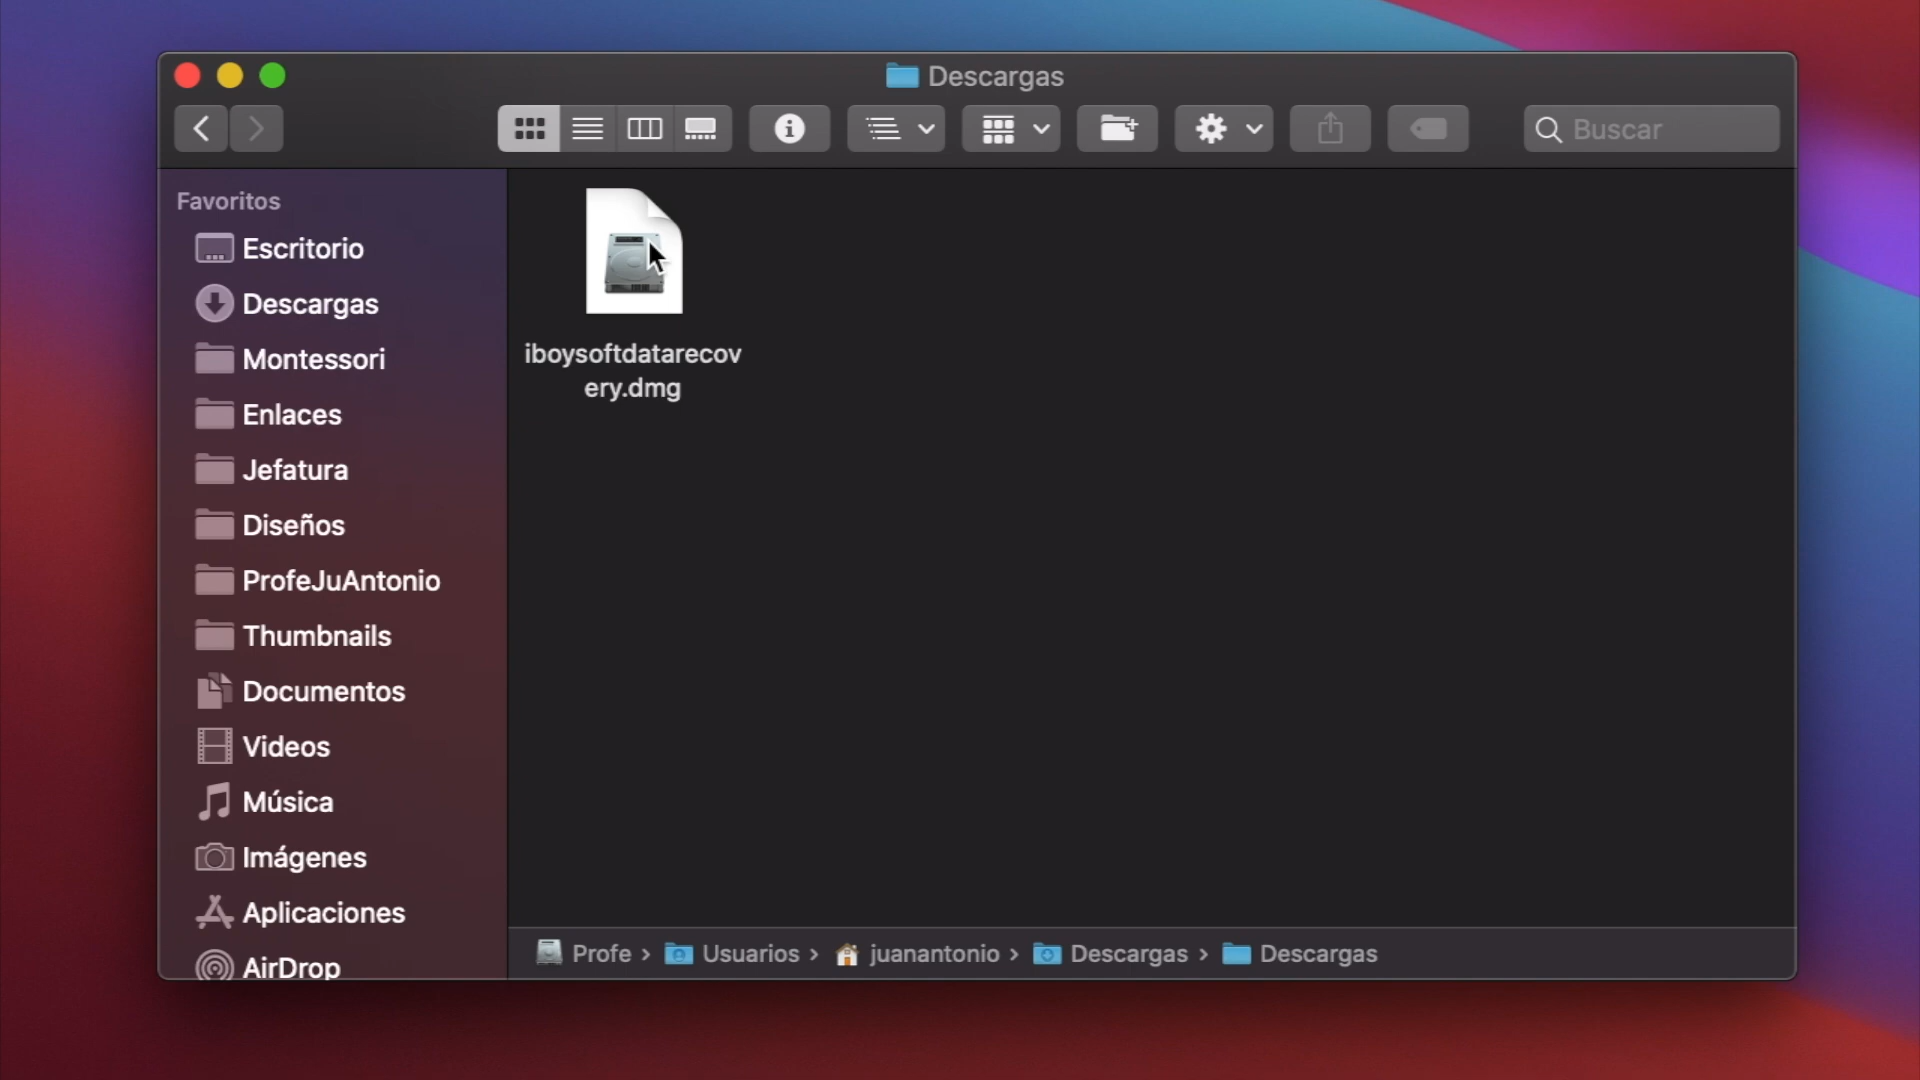 Descargas
Buscar
Favoritos
Escritorio
Descargas
Montessori
Enlaces
Jefatura
Diseños
ProfeJuAntonio
Thumbnails
Documentos
Videos
Música
Imágenes
Aplicaciones
AirDrop
iboysoftdatarecov
ery.dmg
Profe › Usuarios › juanantonio › Descargas › Descargas